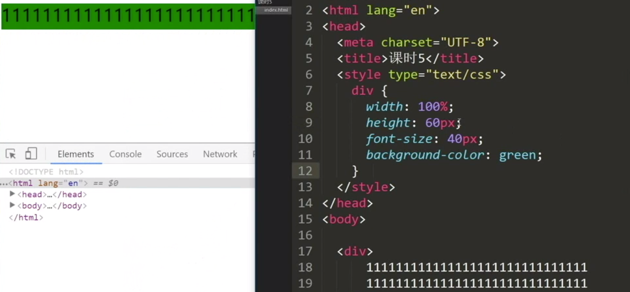 11111111111111111111111111
Elements Console Sources Network
<!DOCTYPE html>
...<html lang="en"> == $0
▶<head>...</head>
▶<body>...</body>
</html>
index.html
2 <html lang="en">
3 <head>
4 <meta charset="UTF-8">
5 <title>课时5</title>
6 <style type="text/css">
7 div {
8 width: 100%;
9 height: 60px;
10 font-size: 40px;
11 background-color: green;
12 }
13 </style>
14 </head>
15 <body>
16
17 <div>
18 1111111111111111111111111111111
19 1111111111111111111111111111111